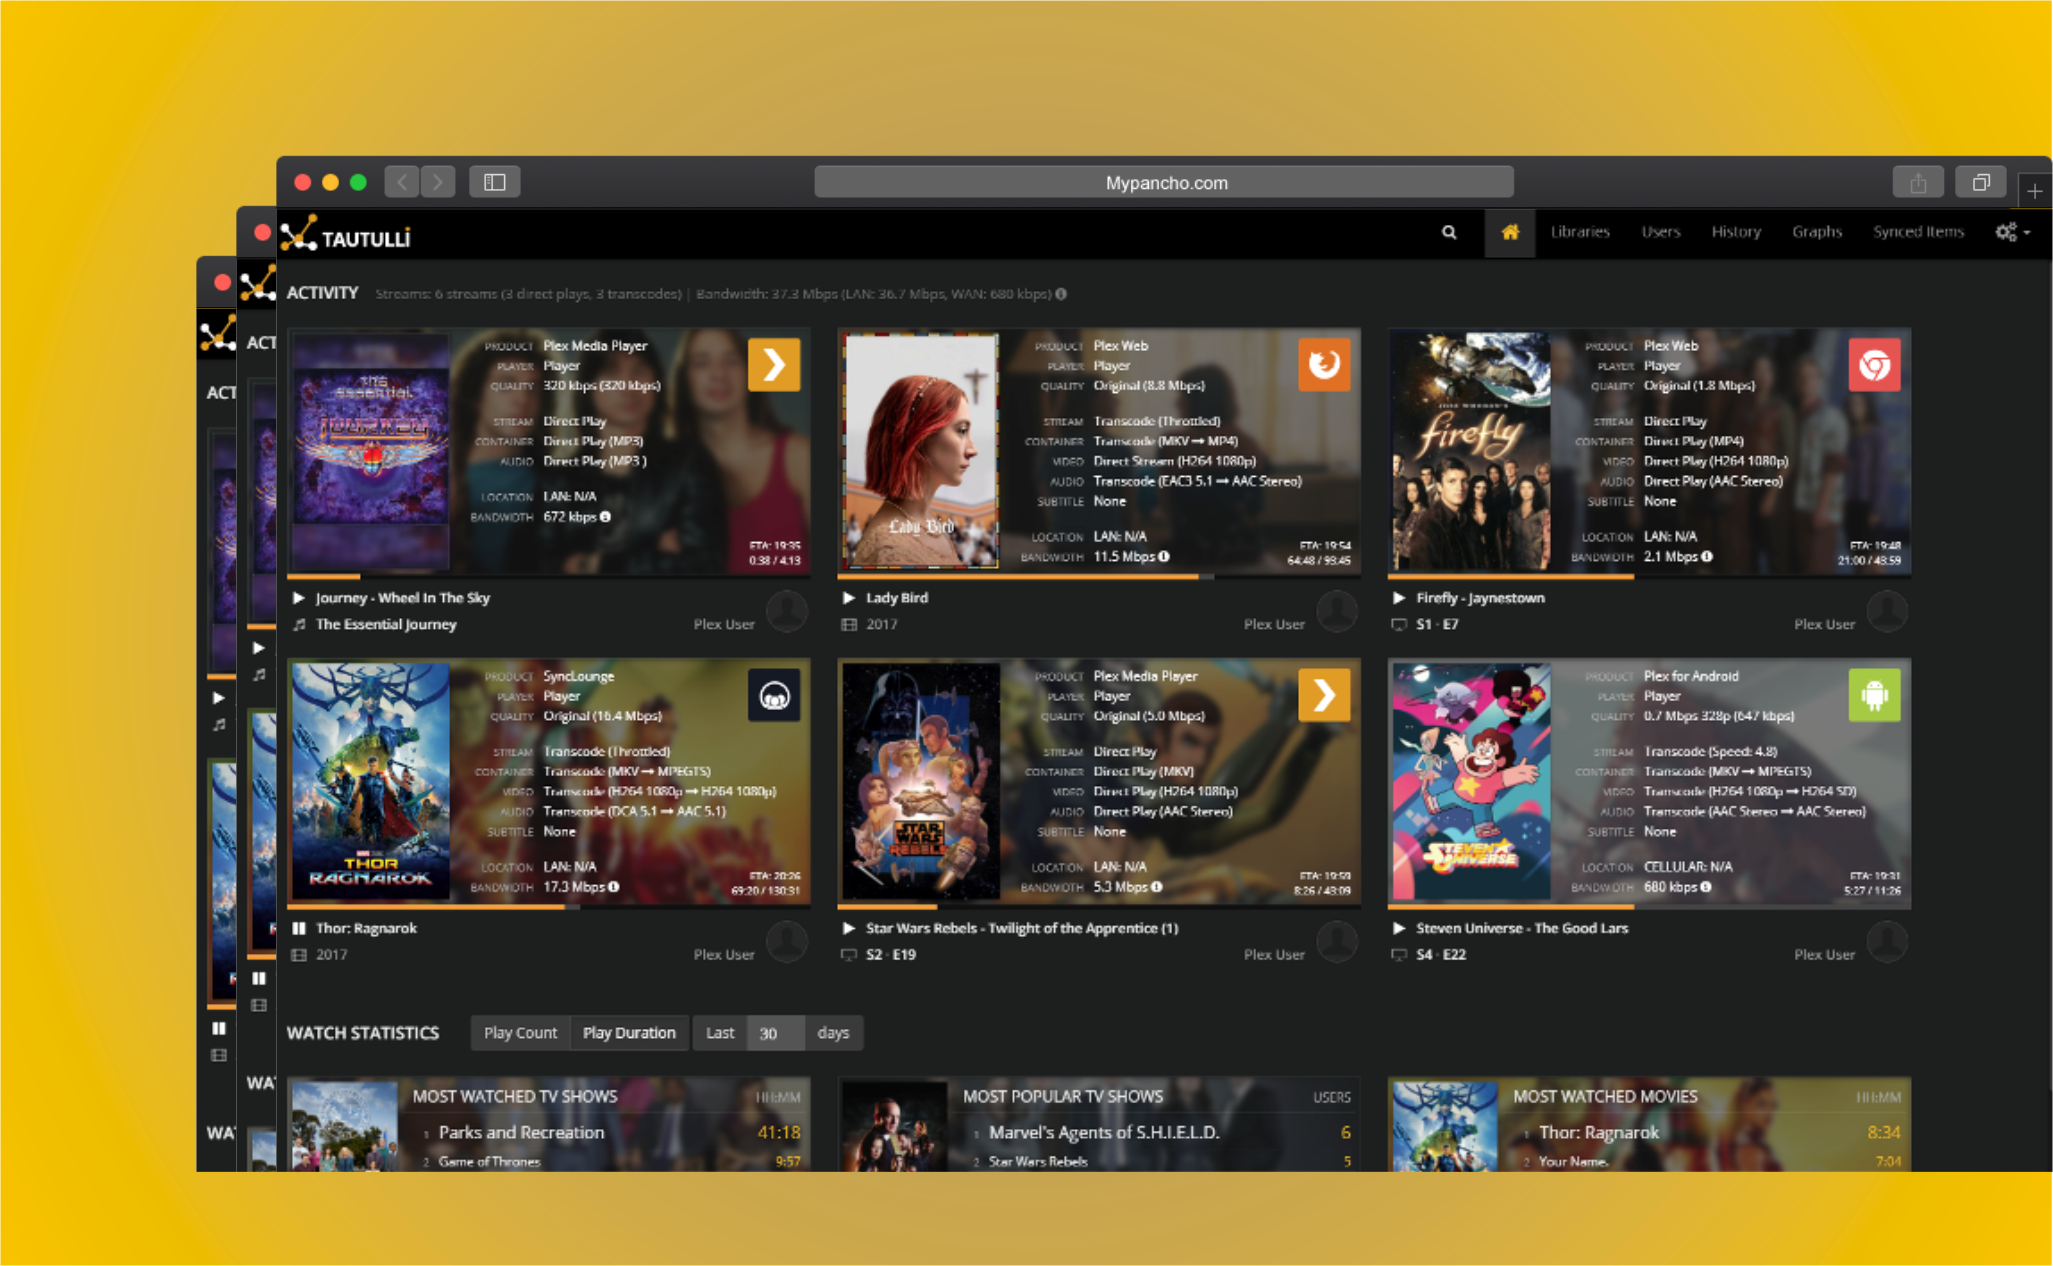 Mypancho.com
TAUTULLi
Libraries Users History Graphs Synced Items
ACTIVITY Streams: 6 streams (3 direct plays, 3 transcodes) | Bandwidth: 37.3 Mbps (LAN: 36.7 Mbps, WAN: 680 kbps)
the essential
JOURNEY
PRODUCT Plex Media Player
PLAYER Player
QUALITY 320 kbps (320 kbps)
STREAM Direct Play
CONTAINER Direct Play (MP3)
AUDIO Direct Play (MP3 )
LOCATION LAN: N/A
BANDWIDTH 672 kbps
ETA: 19:35
0:38 / 4:13
Journey - Wheel In The Sky
The Essential Journey
Plex User
Lady Bird
PRODUCT Plex Web
PLAYER Player
QUALITY Original (8.8 Mbps)
STREAM Transcode (Throttled)
CONTAINER Transcode (MKV → MP4)
VIDEO Direct Stream (H264 1080p)
AUDIO Transcode (EAC3 5.1 → AAC Stereo)
SUBTITLE None
LOCATION LAN: N/A
BANDWIDTH 11.5 Mbps
ETA: 19:54
64:48 / 93:45
Lady Bird
2017
Plex User
firefly
PRODUCT Plex Web
PLAYER Player
QUALITY Original (1.8 Mbps)
STREAM Direct Play
CONTAINER Direct Play (MP4)
VIDEO Direct Play (H264 1080p)
AUDIO Direct Play (AAC Stereo)
SUBTITLE None
LOCATION LAN: N/A
BANDWIDTH 2.1 Mbps
ETA: 19:48
21:00 / 43:59
Firefly - Jaynestown
S1 · E7
Plex User
THOR
RAGNAROK
PRODUCT SyncLounge
PLAYER Player
QUALITY Original (16.4 Mbps)
STREAM Transcode (Throttled)
CONTAINER Transcode (MKV → MPEGTS)
VIDEO Transcode (H264 1080p → H264 1080p)
AUDIO Transcode (DCA 5.1 → AAC 5.1)
SUBTITLE None
LOCATION LAN: N/A
BANDWIDTH 17.3 Mbps
ETA: 20:26
69:20 / 130:31
Thor: Ragnarok
2017
Plex User
STAR
WARS
REBELS
PRODUCT Plex Media Player
PLAYER Player
QUALITY Original (5.0 Mbps)
STREAM Direct Play
CONTAINER Direct Play (MKV)
VIDEO Direct Play (H264 1080p)
AUDIO Direct Play (AAC Stereo)
SUBTITLE None
LOCATION LAN: N/A
BANDWIDTH 5.3 Mbps
ETA: 19:59
8:26 / 43:09
Star Wars Rebels - Twilight of the Apprentice (1)
S2 · E19
Plex User
STEVEN
UNIVERSE
PRODUCT Plex for Android
PLAYER Player
QUALITY 0.7 Mbps 328p (647 kbps)
STREAM Transcode (Speed: 4.8)
CONTAINER Transcode (MKV → MPEGTS)
VIDEO Transcode (H264 1080p → H264 SD)
AUDIO Transcode (AAC Stereo → AAC Stereo)
SUBTITLE None
LOCATION CELLULAR: N/A
BANDWIDTH 680 kbps
ETA: 19:31
5:27 / 11:26
Steven Universe - The Good Lars
S4 · E22
Plex User
WATCH STATISTICS Play Count Play Duration Last 30 days
MOST WATCHED TV SHOWS HH:MM
1 Parks and Recreation 41:18
2 Game of Thrones 9:57
MOST POPULAR TV SHOWS USERS
1 Marvel's Agents of S.H.I.E.L.D. 6
2 Star Wars Rebels 5
MOST WATCHED MOVIES HH:MM
1 Thor: Ragnarok 8:34
2 Your Name. 7:04
ACT
WA
ACT
WA